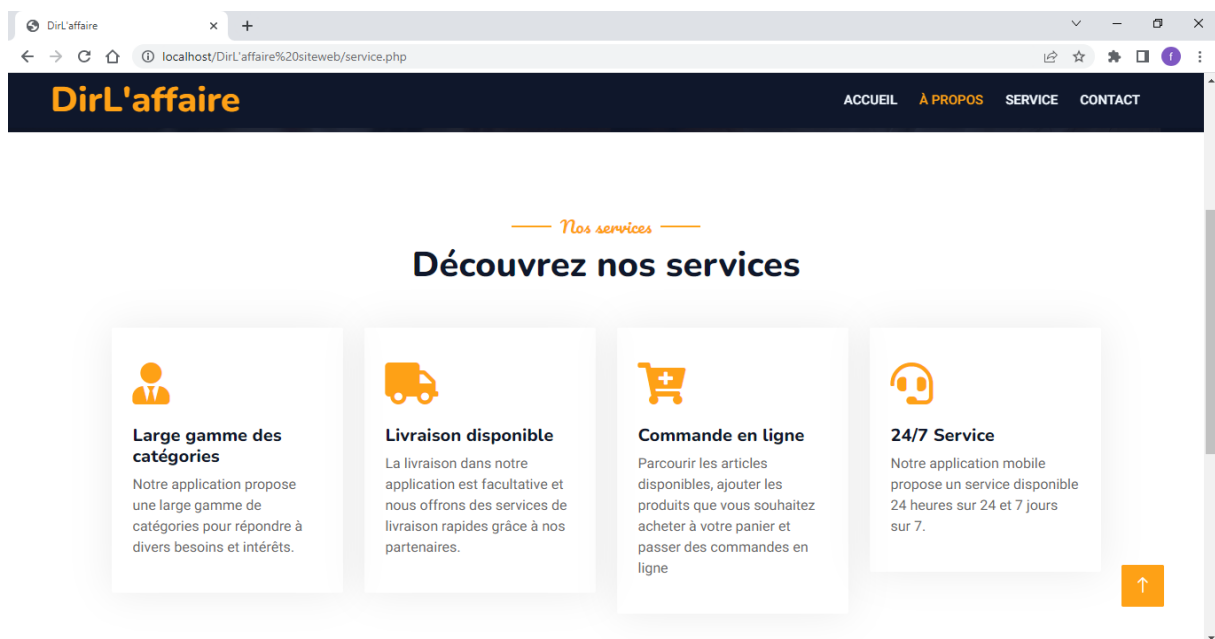 DirL'affaire
localhost/DirL'affaire%20siteweb/service.php
f
DirL'affaire
ACCUEIL À PROPOS SERVICE CONTACT
Nos services
Découvrez nos services
Large gamme des
catégories
Notre application propose
une large gamme de
catégories pour répondre à
divers besoins et intérêts.
Livraison disponible
La livraison dans notre
application est facultative et
nous offrons des services de
livraison rapides grâce à nos
partenaires.
Commande en ligne
Parcourir les articles
disponibles, ajouter les
produits que vous souhaitez
acheter à votre panier et
passer des commandes en
ligne
24/7 Service
Notre application mobile
propose un service disponible
24 heures sur 24 et 7 jours
sur 7.